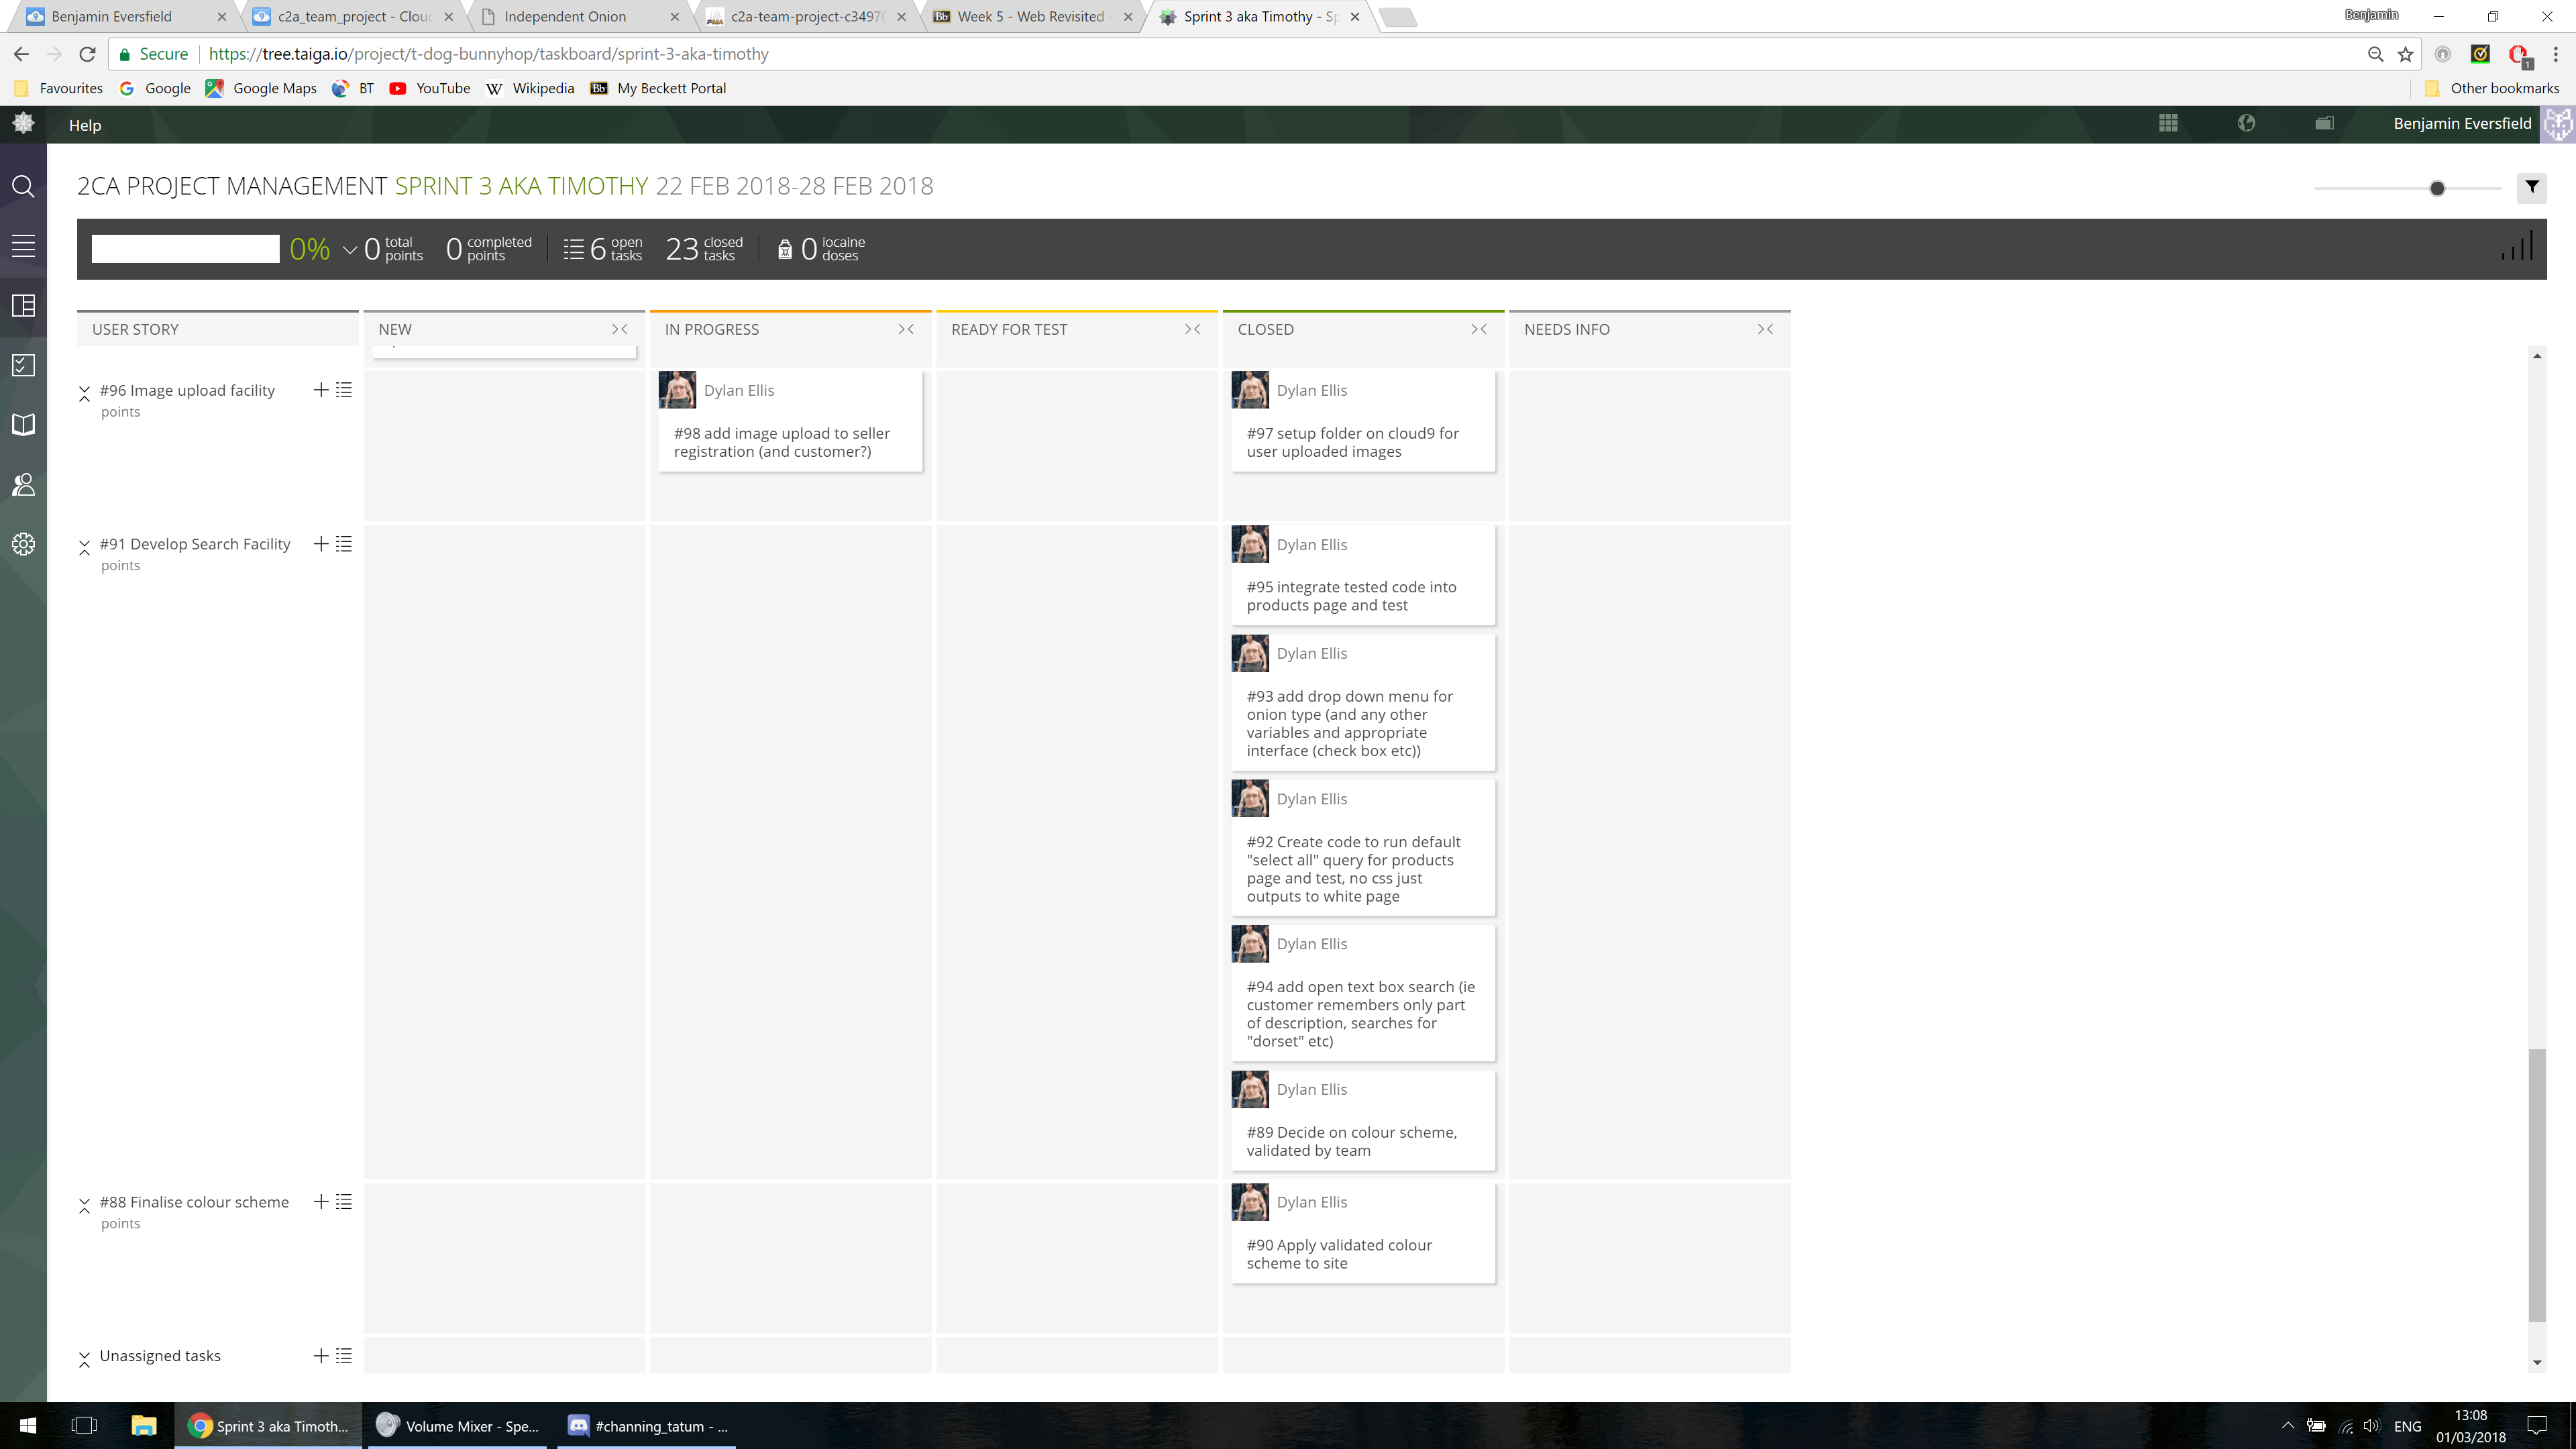 Benjamin Eversfield
c2a_team_project - Cloud
Independent Onion
c2a-team-project-c3497
Week 5 - Web Revisited -
Sprint 3 aka Timothy - Sp
Benjamin
Secure
https://tree.taiga.io/project/t-dog-bunnyhop/taskboard/sprint-3-aka-timothy
1
Favourites
Google
Google Maps
BT
YouTube
W Wikipedia
Bb My Beckett Portal
Other bookmarks
Help
Benjamin Eversfield
2CA PROJECT MANAGEMENT SPRINT 3 AKA TIMOTHY 22 FEB 2018-28 FEB 2018
0%
0 total points
0 completed points
6 open tasks
23 closed tasks
0 iocaine doses
USER STORY
NEW
IN PROGRESS
READY FOR TEST
CLOSED
NEEDS INFO
#96 Image upload facility
points
Dylan Ellis
#98 add image upload to seller
registration (and customer?)
Dylan Ellis
#97 setup folder on cloud9 for
user uploaded images
#91 Develop Search Facility
points
Dylan Ellis
#95 integrate tested code into
products page and test
Dylan Ellis
#93 add drop down menu for
onion type (and any other
variables and appropriate
interface (check box etc))
Dylan Ellis
#92 Create code to run default
"select all" query for products
page and test, no css just
outputs to white page
Dylan Ellis
#94 add open text box search (ie
customer remembers only part
of description, searches for
"dorset" etc)
Dylan Ellis
#89 Decide on colour scheme,
validated by team
#88 Finalise colour scheme
points
Dylan Ellis
#90 Apply validated colour
scheme to site
Unassigned tasks
Sprint 3 aka Timoth...
Volume Mixer - Spe...
#channing_tatum - ...
ENG
13:08
01/03/2018